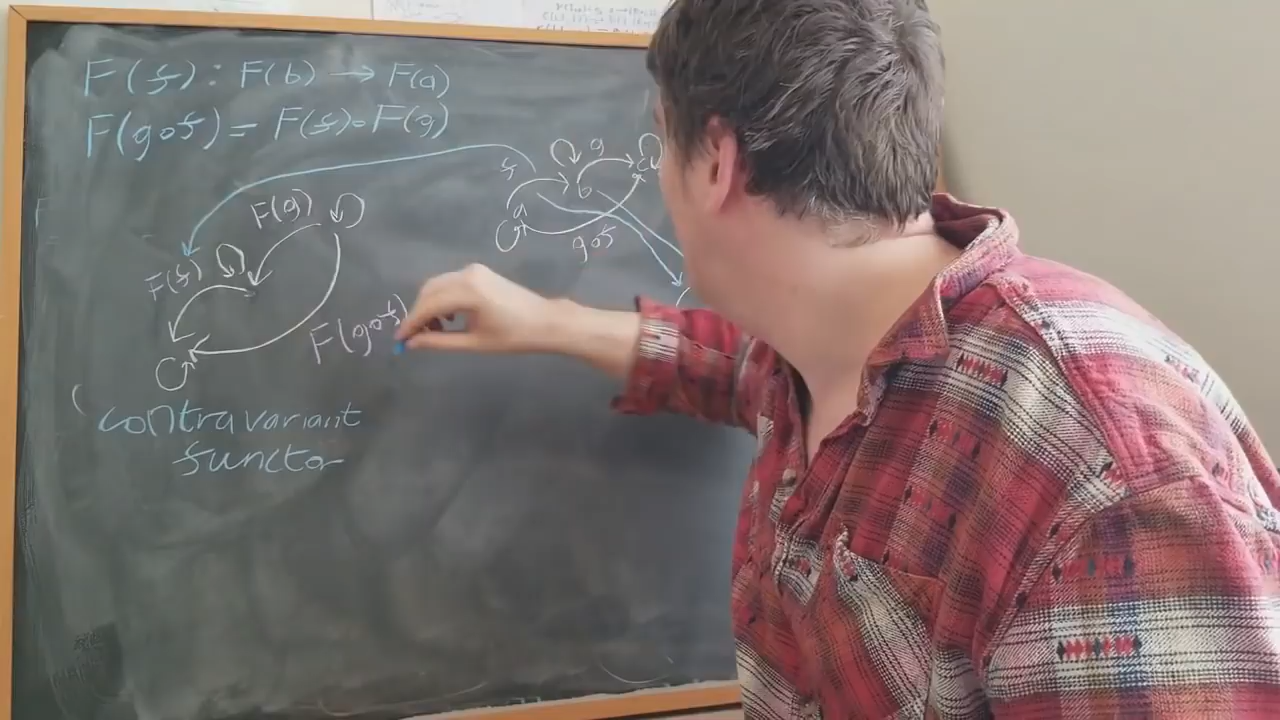 F(f): F(b) → F(a)
F(g∘f) = F(f)∘F(g)
f
g
a
b
c
g∘f
F(g)
F(f)
F(g∘f)
contravariant
functor